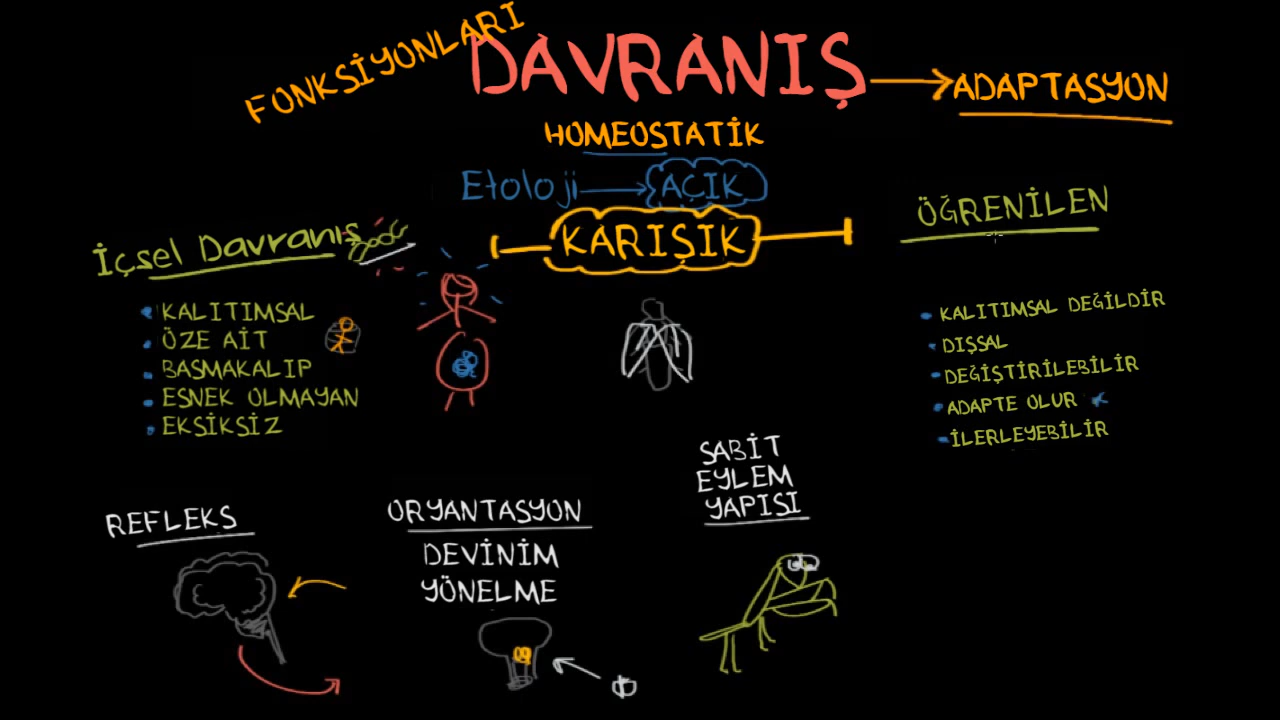 FONKSİYONLARI
DAVRANIŞ
ADAPTASYON
HOMEOSTATİK
Etoloji
AÇIK
KARIŞIK
İçsel Davranış
KALITIMSAL
ÖZE AİT
BASMAKALIP
ESNEK OLMAYAN
EKSİKSİZ
ÖĞRENİLEN
KALITIMSAL DEĞİLDİR
DIŞSAL
DEĞİŞTİRİLEBİLİR
ADAPTE OLUR
İLERLEYEBİLİR
REFLEKS
ORYANTASYON
DEVİNİM
YÖNELME
SABİT
EYLEM
YAPISI